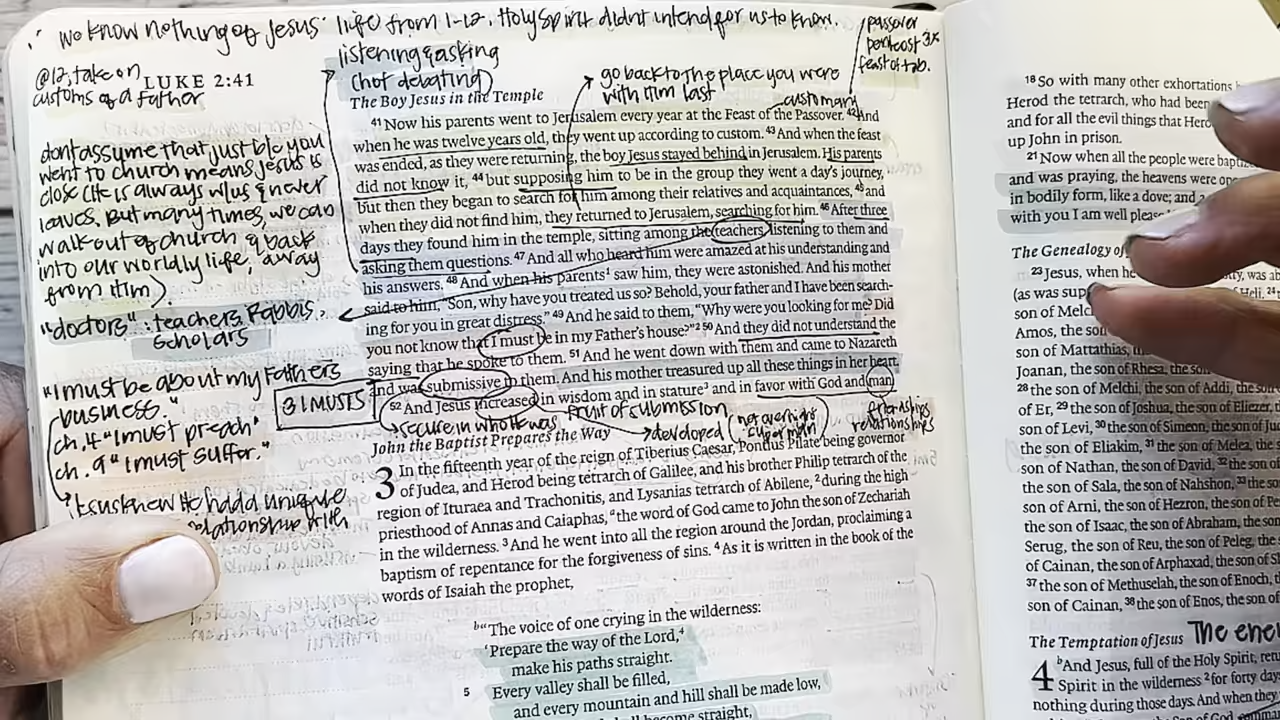 we know nothing of Jesus' life from 1-12. Holy Spirit didnt intend for us to know.
passover
pentecost 3x
feast of tab.
listening & asking
(not debating)
@12, take on
customs of a father
LUKE 2:41
go back to the place you were
with Him last
customary
The Boy Jesus in the Temple
41 Now his parents went to Jerusalem every year at the Feast of the Passover. 42 And
when he was twelve years old, they went up according to custom. 43 And when the feast
was ended, as they were returning, the boy Jesus stayed behind in Jerusalem. His parents
did not know it, 44 but supposing him to be in the group they went a day's journey,
but then they began to search for him among their relatives and acquaintances, 45 and
when they did not find him, they returned to Jerusalem, searching for him. 46 After three
days they found him in the temple, sitting among the teachers, listening to them and
asking them questions. 47 And all who heard him were amazed at his understanding and
his answers. 48 And when his parents1 saw him, they were astonished. And his mother
said to him, "Son, why have you treated us so? Behold, your father and I have been search-
ing for you in great distress." 49 And he said to them, "Why were you looking for me? Did
you not know that I must be in my Father's house?"2 50 And they did not understand the
saying that he spoke to them. 51 And he went down with them and came to Nazareth
and was submissive to them. And his mother treasured up all these things in her heart.
52 And Jesus increased in wisdom and in stature3 and in favor with God and man.
dont assume that just b/c you
went to church means Jesus is
close (He is always w/us & never
leaves. But many times, we can
walk out of church & back
into our worldly life, away
from Him).
"doctors": teachers, Rabbis
scholars
"I must be about my Fathers
business."
ch. 4 "I must preach"
ch. 9 "I must suffer."
3 I MUSTS
Jesus knew He had a unique
relationship with
secure in who He was
fruit of submission
developed (not overnight
superman)
friendships
relationships
John the Baptist Prepares the Way
3 In the fifteenth year of the reign of Tiberius Caesar, Pontius Pilate being governor
of Judea, and Herod being tetrarch of Galilee, and his brother Philip tetrarch of the
region of Ituraea and Trachonitis, and Lysanias tetrarch of Abilene, 2 during the high
priesthood of Annas and Caiaphas, a the word of God came to John the son of Zechariah
in the wilderness. 3 And he went into all the region around the Jordan, proclaiming a
baptism of repentance for the forgiveness of sins. 4 As it is written in the book of the
words of Isaiah the prophet,
b "The voice of one crying in the wilderness:
'Prepare the way of the Lord,4
make his paths straight.
5 Every valley shall be filled,
and every mountain and hill shall be made low,
shall become straight,
18 So with many other exhortations
Herod the tetrarch, who had been
and for all the evil things that
up John in prison.
21 Now when all the people were
and was praying, the heavens were
in bodily form, like a dove; and
with you I am well
The Genealogy of
23 Jesus, when he
(as was
son of
Amos, the son
son of Mattathias,
Joanan, the son of Rhesa, the
28 the son of Melchi, the son of Addi, the
of Er, 29 the son of Joshua, the son of Eliezer,
son of Levi, 30 the son of Simeon, the son of
the son of Eliakim, 31 the son of Melea, the
son of Nathan, the son of David, 32 the son of
the son of Sala, the son of Nahshon, 33 the son
son of Arni, the son of Hezron, the son of
the son of Isaac, the son of Abraham, the son
Serug, the son of Reu, the son of Peleg, the
of Cainan, the son of Arphaxad, the son of
37 the son of Methuselah, the son of Enoch,
son of Cainan, 38 the son of Enos, the son of
The Temptation of Jesus The
4 b And Jesus, full of the Holy Spirit,
Spirit in the wilderness 2 for forty days
nothing during those days. And when they